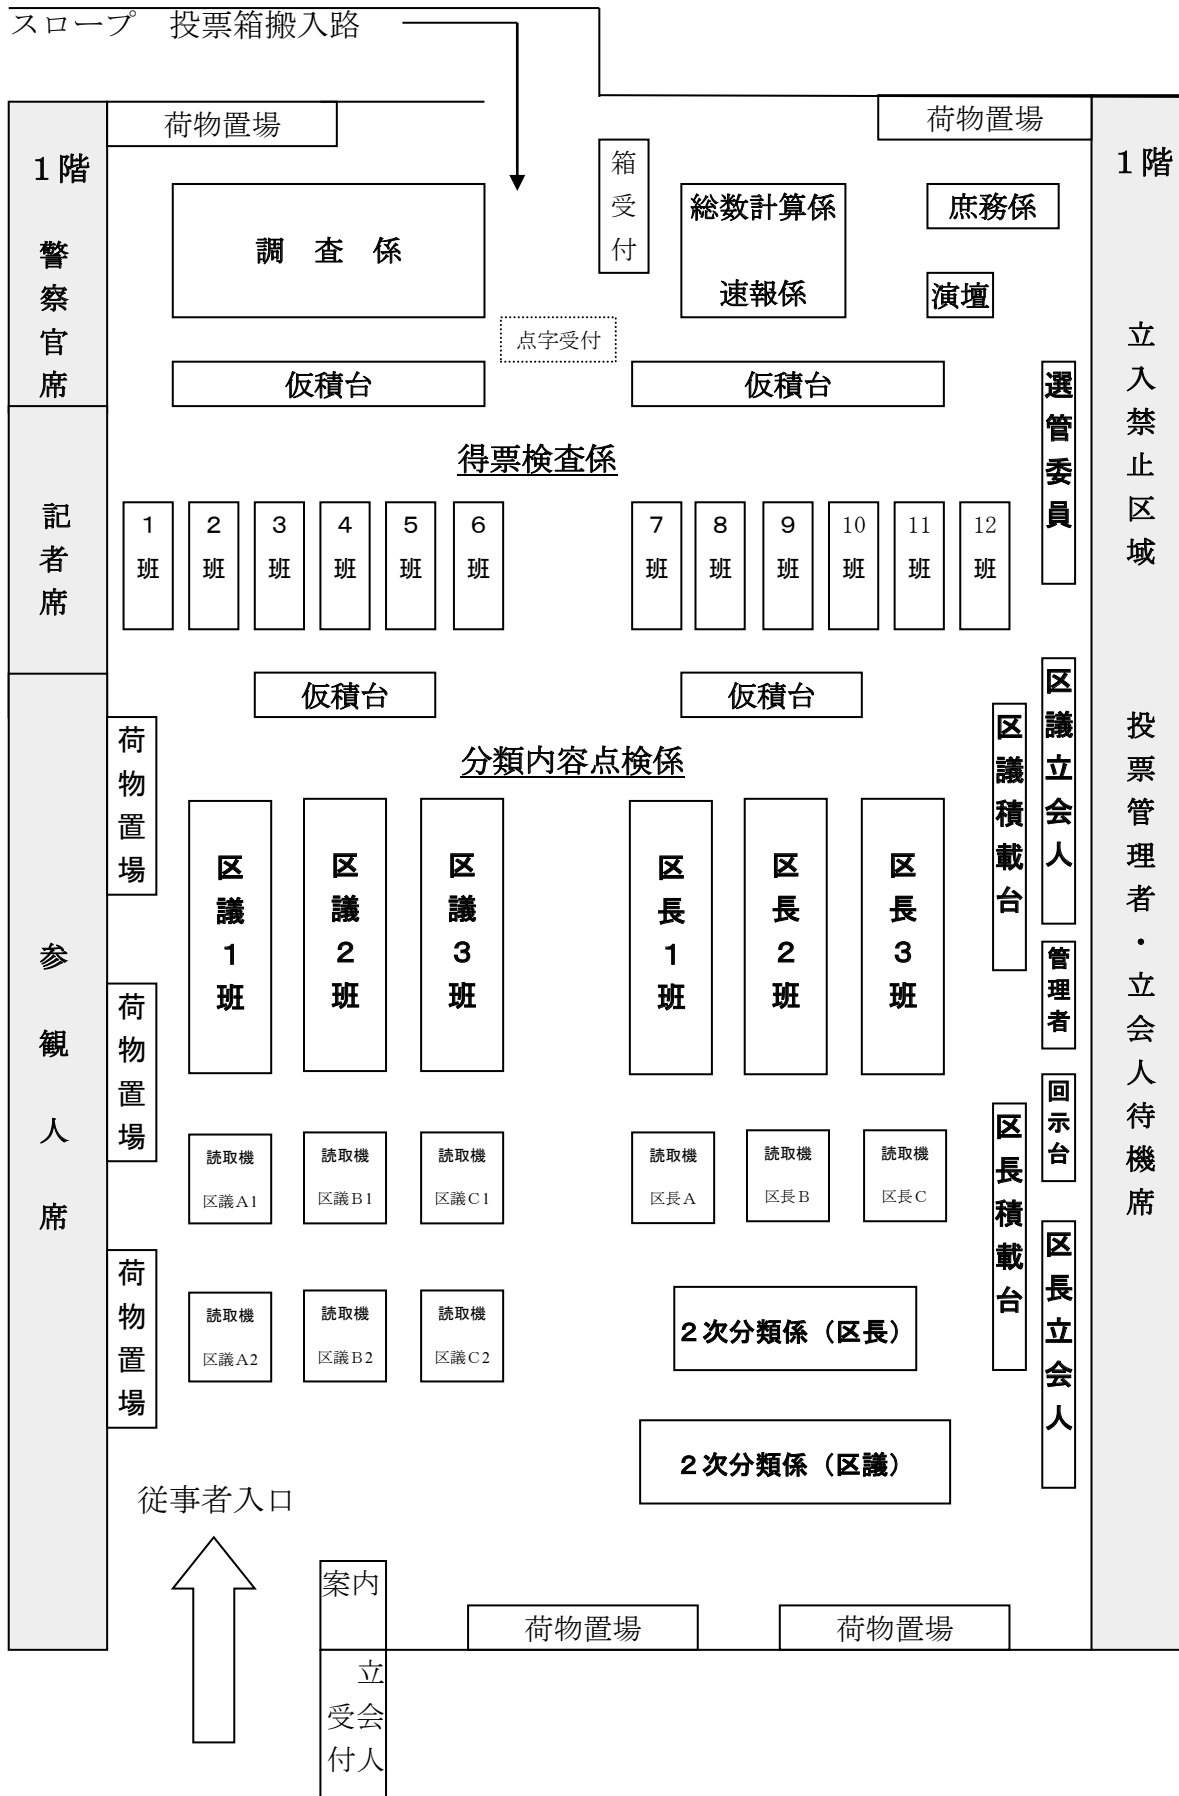 スロープ　投票箱搬入路
荷物置場
荷物置場
１階
警察官席
記者席
参観人席
１階
立入禁止区域
投票管理者・立会人待機席
調　査　係
箱受付
総数計算係
速報係
庶務係
演壇
点字受付
仮積台
仮積台
選管委員
得票検査係
1班
2班
3班
4班
5班
6班
7班
8班
9班
10班
11班
12班
仮積台
仮積台
区議立会人
区議積載台
荷物置場
分類内容点検係
区議1班
区議2班
区議3班
区長1班
区長2班
区長3班
管理者
荷物置場
回示台
区長積載台
読取機
区議A1
読取機
区議B1
読取機
区議C1
読取機
区長A
読取機
区長B
読取機
区長C
区長立会人
荷物置場
読取機
区議A2
読取機
区議B2
読取機
区議C2
２次分類係（区長）
２次分類係（区議）
従事者入口
案内
荷物置場
荷物置場
立会人
受付